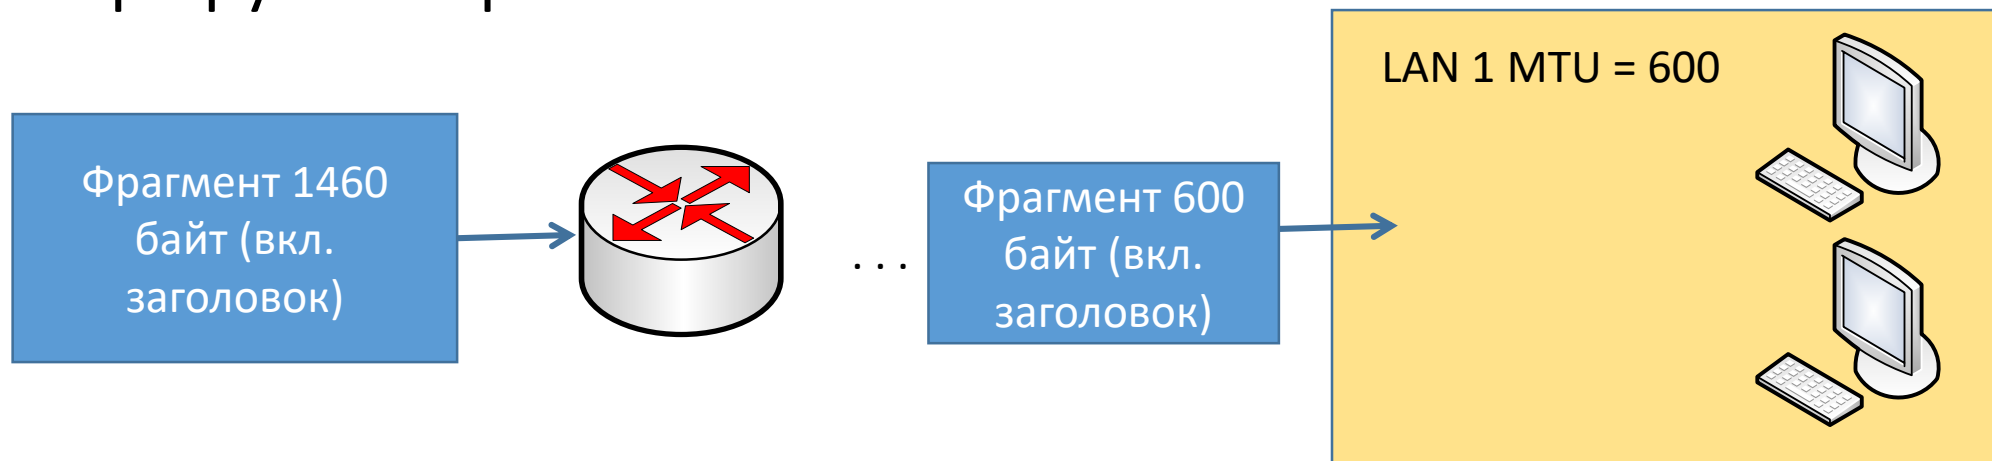 LAN 1 MTU = 600
Фрагмент 1460
байт (вкл.
заголовок)
. . .
Фрагмент 600
байт (вкл.
заголовок)